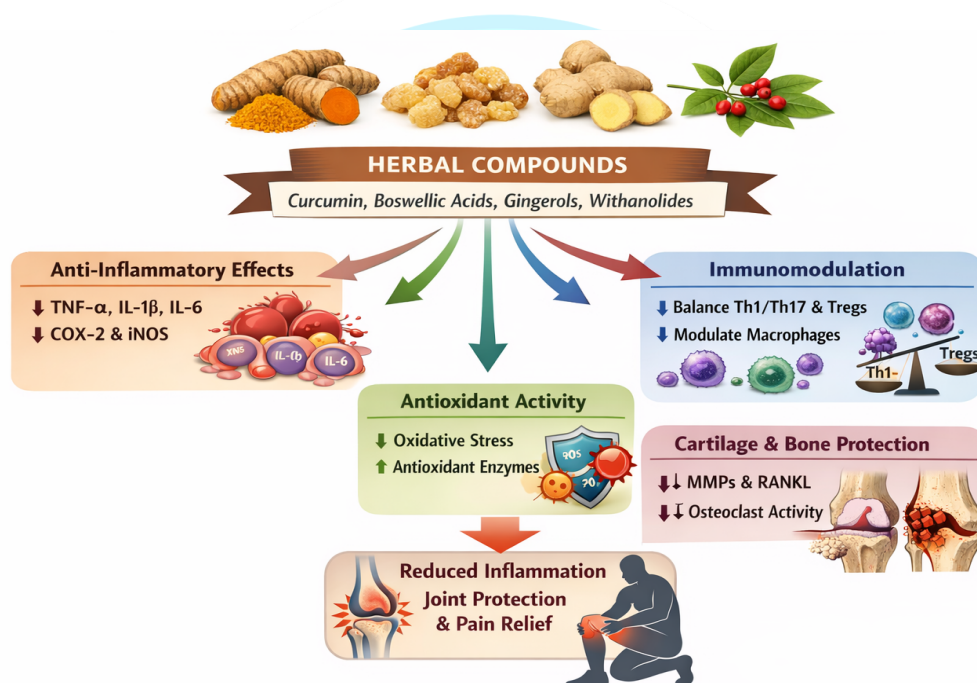 HERBAL COMPOUNDS
Curcumin, Boswellic Acids, Gingerols, Withanolides
Anti-Inflammatory Effects
↓ TNF-α, IL-1β, IL-6
↓ COX-2 & iNOS
IL-6
Immunomodulation
↓ Balance Th1/Th17 & Tregs
↓ Modulate Macrophages
Tregs
Th1-
Antioxidant Activity
↓ Oxidative Stress
↑ Antioxidant Enzymes
Cartilage & Bone Protection
↓↓ MMPs & RANKL
↓↓ Osteoclast Activity
Reduced Inflammation
Joint Protection
& Pain Relief